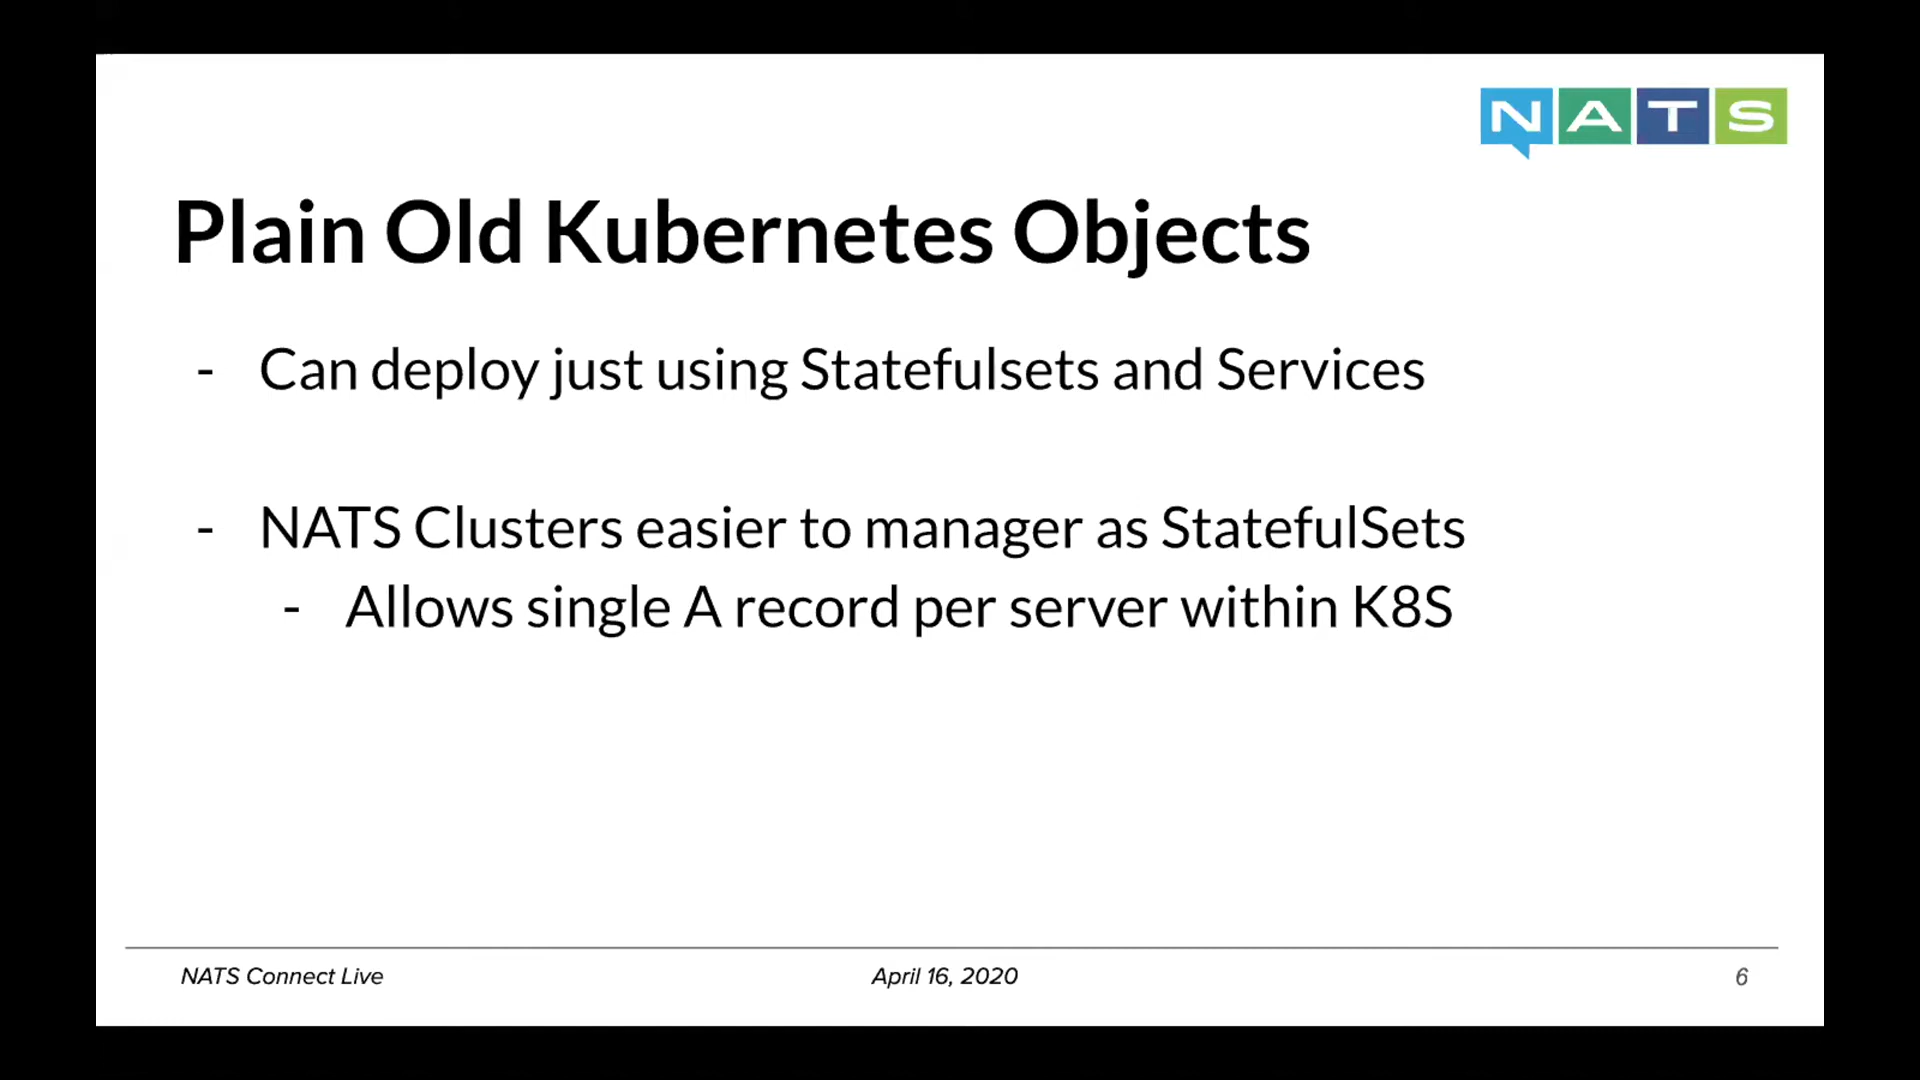 NATS
Plain Old Kubernetes Objects
- Can deploy just using Statefulsets and Services
- NATS Clusters easier to manager as StatefulSets
- Allows single A record per server within K8S
NATS Connect Live
April 16, 2020
6